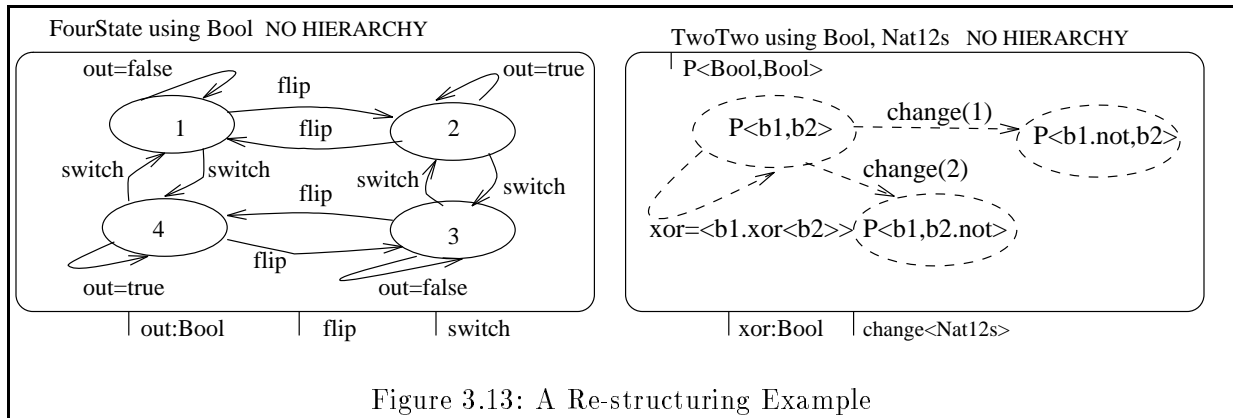 FourState using Bool NO HIERARCHY
out=false
flip
out=true
1
flip
2
switch
switch
switch
switch
4
flip
3
flip
out=true
out=false
out:Bool
flip
switch
TwoTwo using Bool, Nat12s NO HIERARCHY
P<Bool,Bool>
P<b1,b2>
change(1)
P<b1.not,b2>
change(2)
xor=<b1.xor<b2>>
P<b1,b2.not>
xor:Bool
change<Nat12s>
Figure 3.13: A Re-structuring Example